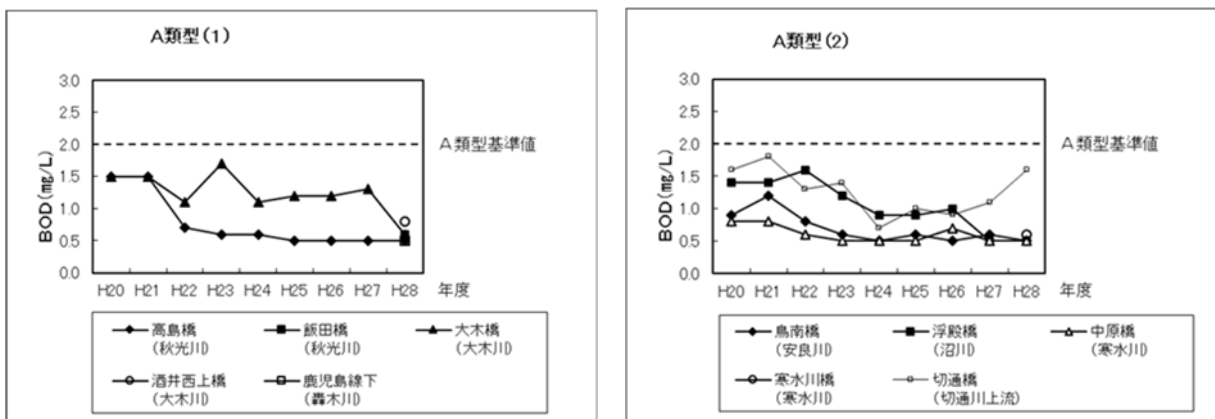 A類型(1)
BOD(mg/L)
3.0
2.5
2.0
1.5
1.0
0.5
0.0
A類型基準値
H20 H21 H22 H23 H24 H25 H26 H27 H28 年度
高島橋 飯田橋 大木橋
(秋光川) (秋光川) (大木川)
酒井西上橋 鹿児島線下
(大木川) (轟木川)
A類型(2)
BOD(mg/L)
3.0
2.5
2.0
1.5
1.0
0.5
0.0
A類型基準値
H20 H21 H22 H23 H24 H25 H26 H27 H28 年度
鳥南橋 浮殿橋 中原橋
(安良川) (沼川) (寒水川)
寒水川橋 切通橋
(寒水川) (切通川上流)